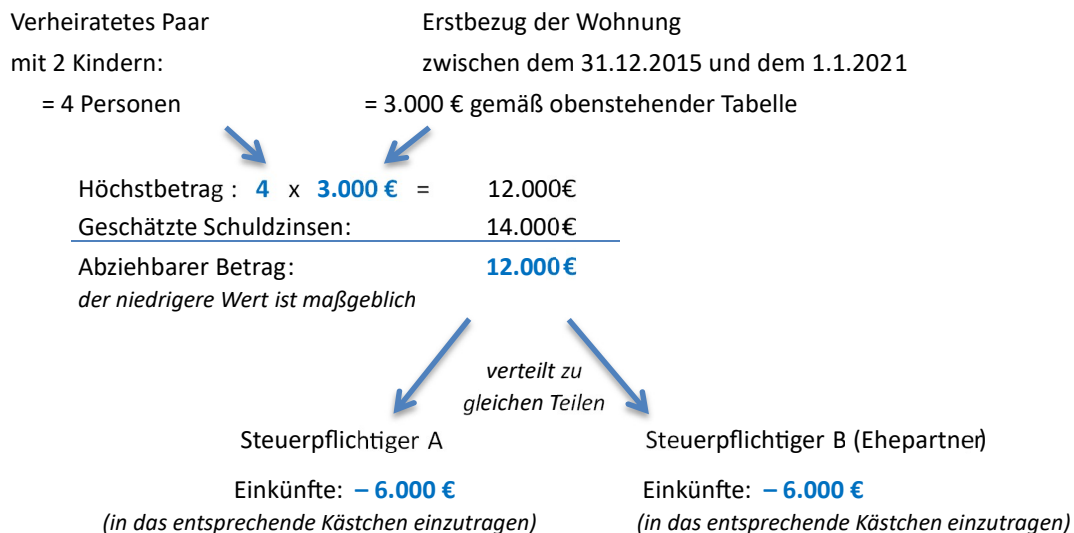 Verheiratetes Paar
mit 2 Kindern:
= 4 Personen
Erstbezug der Wohnung
zwischen dem 31.12.2015 und dem 1.1.2021
= 3.000 € gemäß obenstehender Tabelle
Höchstbetrag : 4 x 3.000 € = 12.000€
Geschätzte Schuldzinsen: 14.000€
Abziehbarer Betrag: 12.000€
der niedrigere Wert ist maßgeblich
verteilt zu
gleichen Teilen
Steuerpflichtiger A
Einkünfte: – 6.000 €
(in das entsprechende Kästchen einzutragen)
Steuerpflichtiger B (Ehepartner)
Einkünfte: – 6.000 €
(in das entsprechende Kästchen einzutragen)